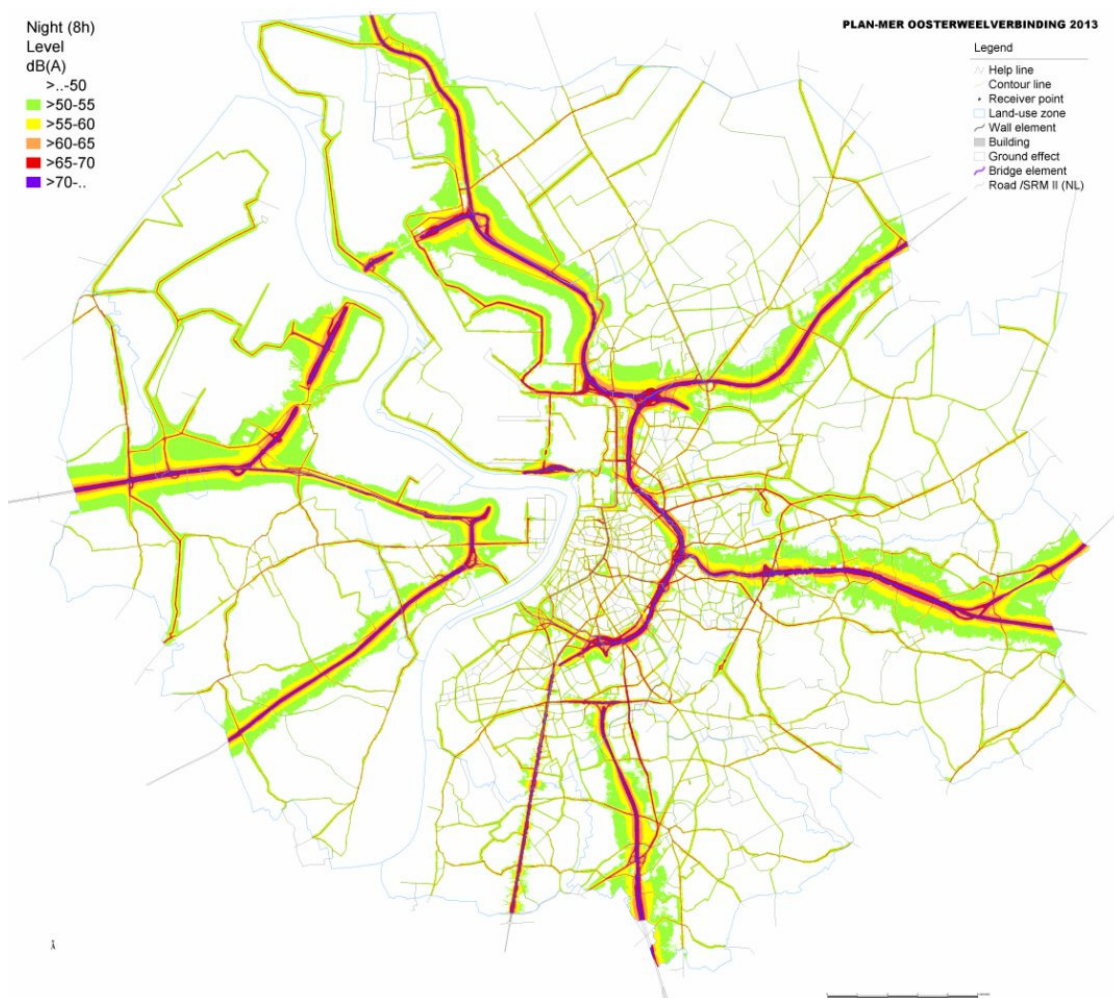 Night (8h)
Level
dB(A)
>..-50
>50-55
>55-60
>60-65
>65-70
>70-..
PLAN-MER OOSTERWEELVERBINDING 2013
Legend
Help line
Contour line
Receiver point
Land-use zone
Wall element
Building
Ground effect
Bridge element
Road /SRM II (NL)